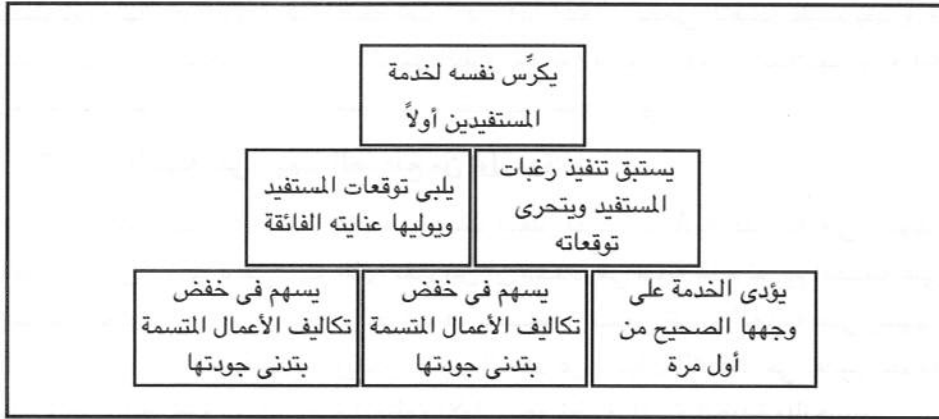 يكرِّس نفسه لخدمة
المستفيدين أولاً
يستبق تنفيذ رغبات
المستفيد ويتحرى
توقعاته
يلبى توقعات المستفيد
ويوليها عنايته الفائقة
يؤدى الخدمة على
وجهها الصحيح من
أول مرة
يسهم فى خفض
تكاليف الأعمال المتسمة
بتدنى جودتها
يسهم فى خفض
تكاليف الأعمال المتسمة
بتدنى جودتها